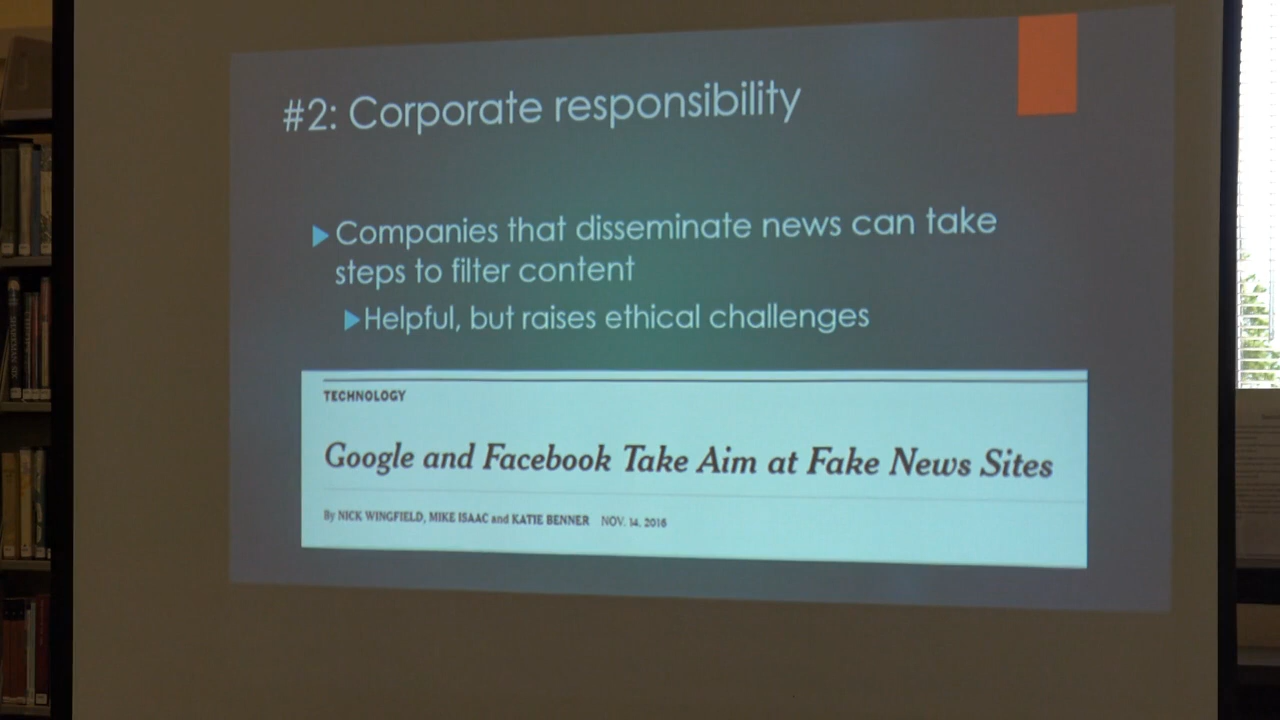 #2: Corporate responsibility
Companies that disseminate news can take
steps to filter content
Helpful, but raises ethical challenges
TECHNOLOGY
Google and Facebook Take Aim at Fake News Sites
By NICK WINGFIELD, MIKE ISAAC and KATIE BENNER NOV. 14, 2016